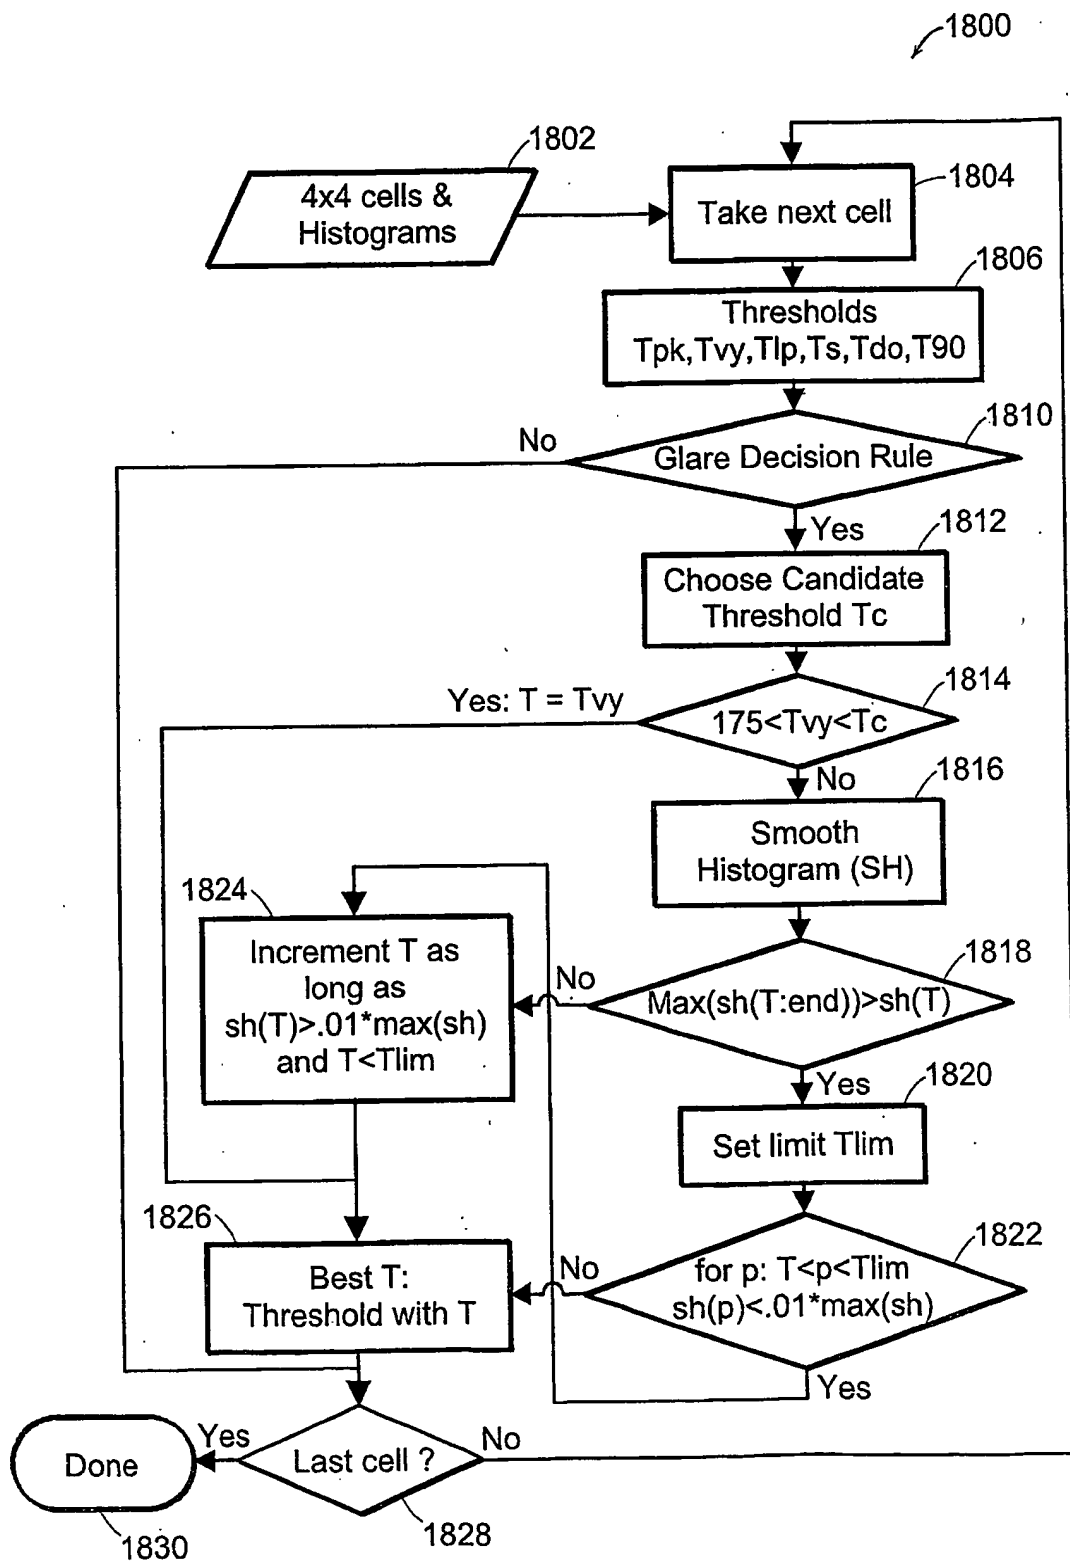 1800
1802
4x4 cells &
Histograms
1804
Take next cell
1806
Thresholds
Tpk,Tvy,Tlp,Ts,Tdo,T90
1810
No
Glare Decision Rule
Yes
1812
Choose Candidate
Threshold Tc
1814
Yes: T = Tvy
175<Tvy<Tc
No
1816
Smooth
Histogram (SH)
1824
Increment T as
long as
sh(T)>.01*max(sh)
and T<Tlim
No
1818
Max(sh(T:end))>sh(T)
Yes
1820
Set limit Tlim
1826
Best T:
Threshold with T
No
1822
for p: T<p<Tlim
sh(p)<.01*max(sh)
Yes
Yes
No
Done
Last cell ?
1830
1828